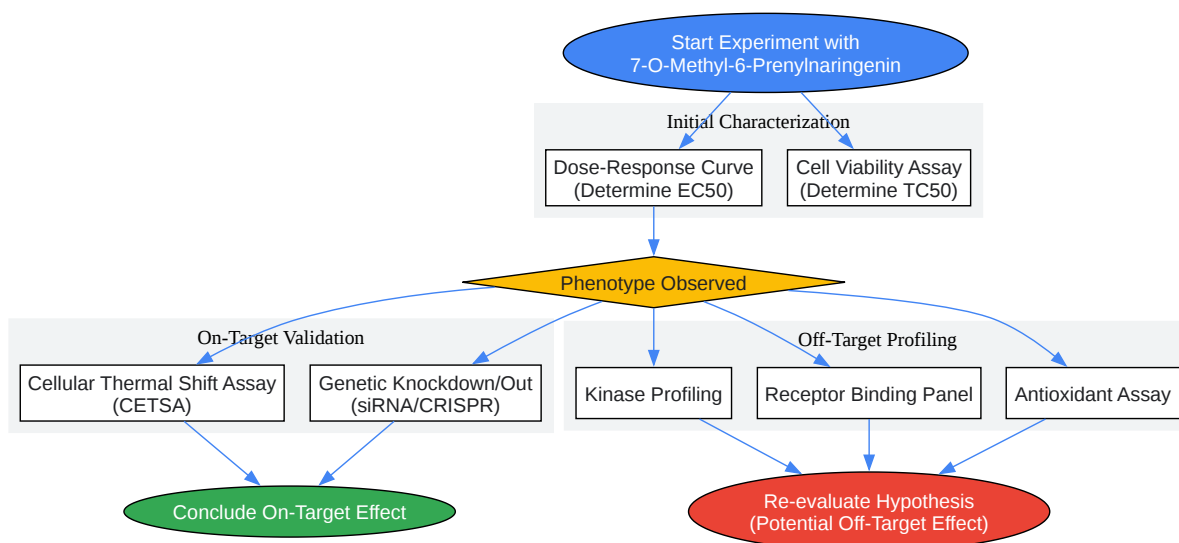 Start Experiment with
7-O-Methyl-6-Prenylnaringenin
Initial Characterization
Dose-Response Curve
(Determine EC50)
Cell Viability Assay
(Determine TC50)
Phenotype Observed
On-Target Validation
Off-Target Profiling
Cellular Thermal Shift Assay
(CETSA)
Genetic Knockdown/Out
(siRNA/CRISPR)
Kinase Profiling
Receptor Binding Panel
Antioxidant Assay
Conclude On-Target Effect
Re-evaluate Hypothesis
(Potential Off-Target Effect)